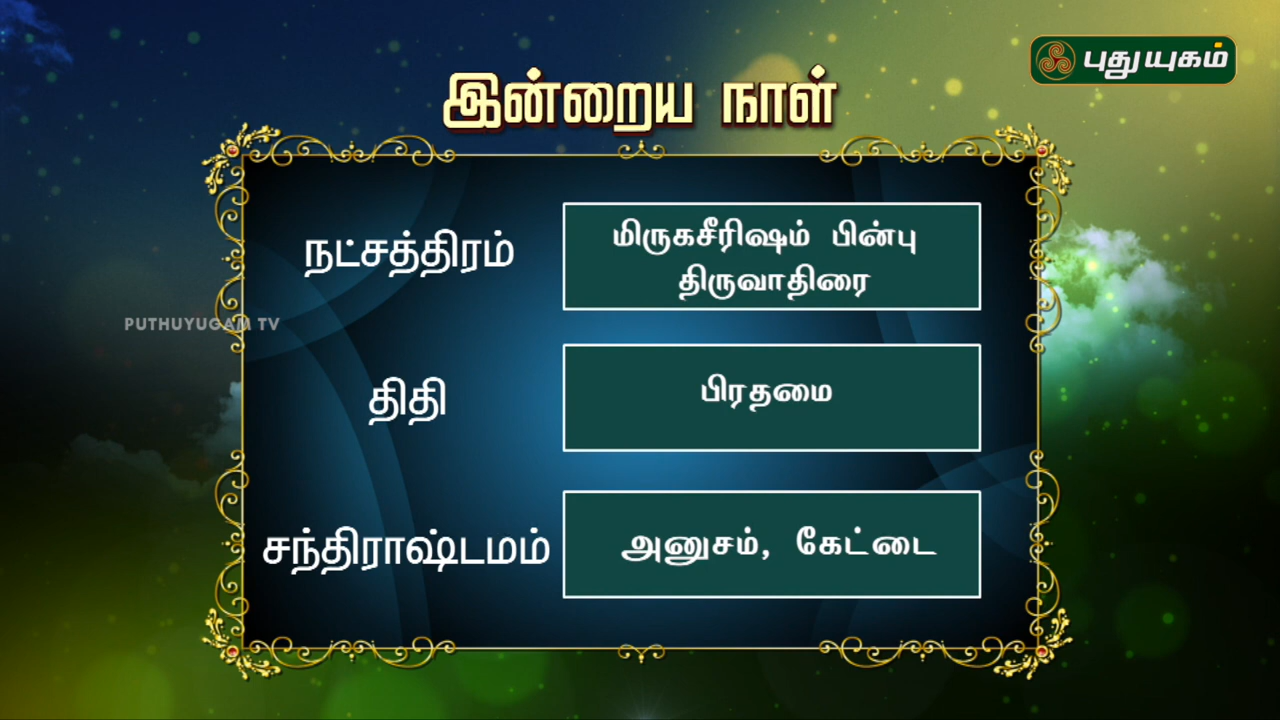 புதுயுகம்
இன்றைய நாள்
நட்சத்திரம்
மிருகசீரிஷம் பின்பு
திருவாதிரை
PUTHUYUGAM TV
திதி
பிரதமை
சந்திராஷ்டமம்
அனுசம், கேட்டை